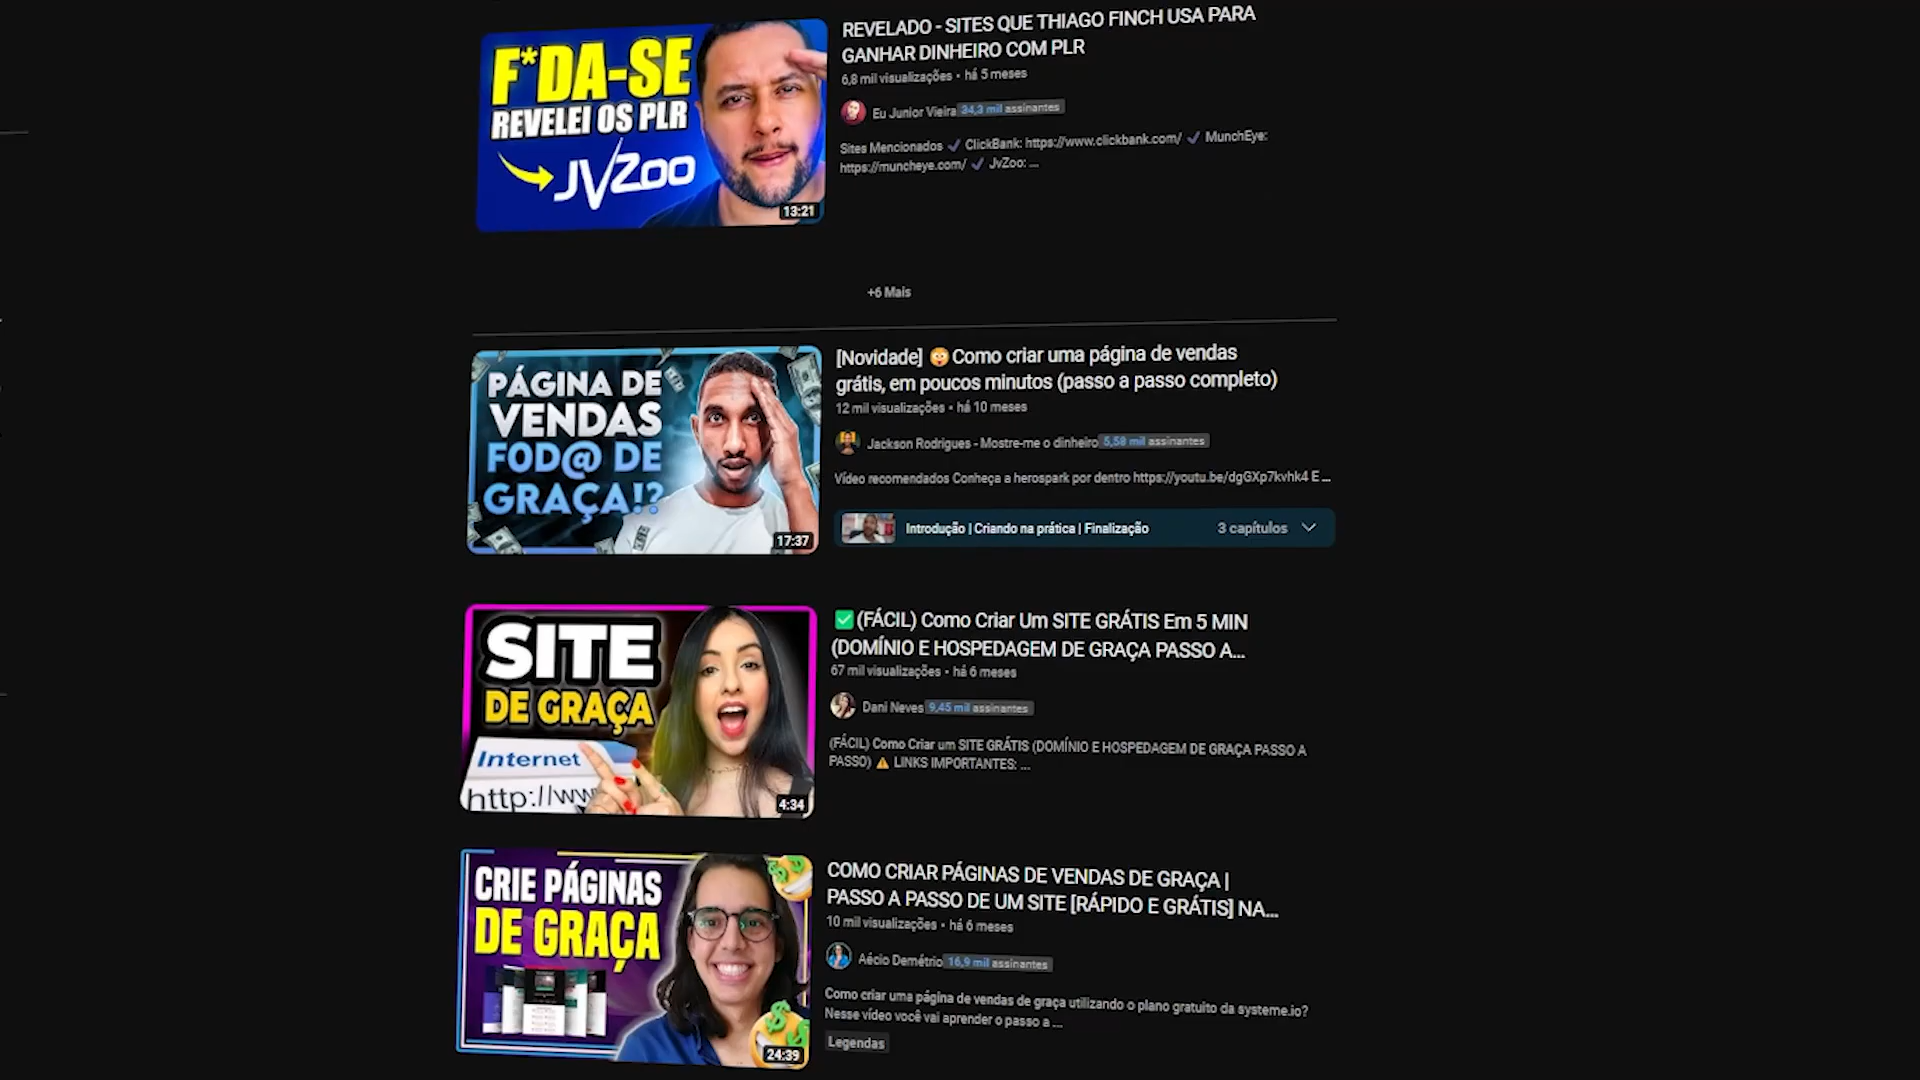 F*DA-SE
REVELEI OS PLR
JVZoo
13:21
REVELADO - SITES QUE THIAGO FINCH USA PARA
GANHAR DINHEIRO COM PLR
6,8 mil visualizações • há 5 meses
Eu Junior Vieira 34,3 mil assinantes
Sites Mencionados ✓ ClickBank: https://www.clickbank.com/ ✓ MunchEye:
https://muncheye.com/ ✓ JvZoo: ...
+6 Mais
PÁGINA DE
VENDAS
FOD@ DE
GRAÇA!?
17:37
[Novidade] 😳Como criar uma página de vendas
grátis, em poucos minutos (passo a passo completo)
12 mil visualizações • há 10 meses
Jackson Rodrigues - Mostre-me o dinheiro 5,58 mil assinantes
Vídeo recomendados Conheça a herospark por dentro https://youtu.be/dgGXp7kvhk4 E ...
Introdução | Criando na prática | Finalização 3 capítulos
SITE
DE GRAÇA
Internet
http://ww
4:34
✅(FÁCIL) Como Criar Um SITE GRÁTIS Em 5 MIN
(DOMÍNIO E HOSPEDAGEM DE GRAÇA PASSO A...
67 mil visualizações • há 6 meses
Dani Neves 9,45 mil assinantes
(FÁCIL) Como Criar um SITE GRÁTIS (DOMÍNIO E HOSPEDAGEM DE GRAÇA PASSO A
PASSO) ⚠ LINKS IMPORTANTES: ...
CRIE PÁGINAS
DE GRAÇA
24:39
COMO CRIAR PÁGINAS DE VENDAS DE GRAÇA |
PASSO A PASSO DE UM SITE [RÁPIDO E GRÁTIS] NA...
10 mil visualizações • há 6 meses
Aécio Demétrio 16,9 mil assinantes
Como criar uma página de vendas de graça utilizando o plano gratuito da systeme.io?
Nesse vídeo você vai aprender o passo a ...
Legendas